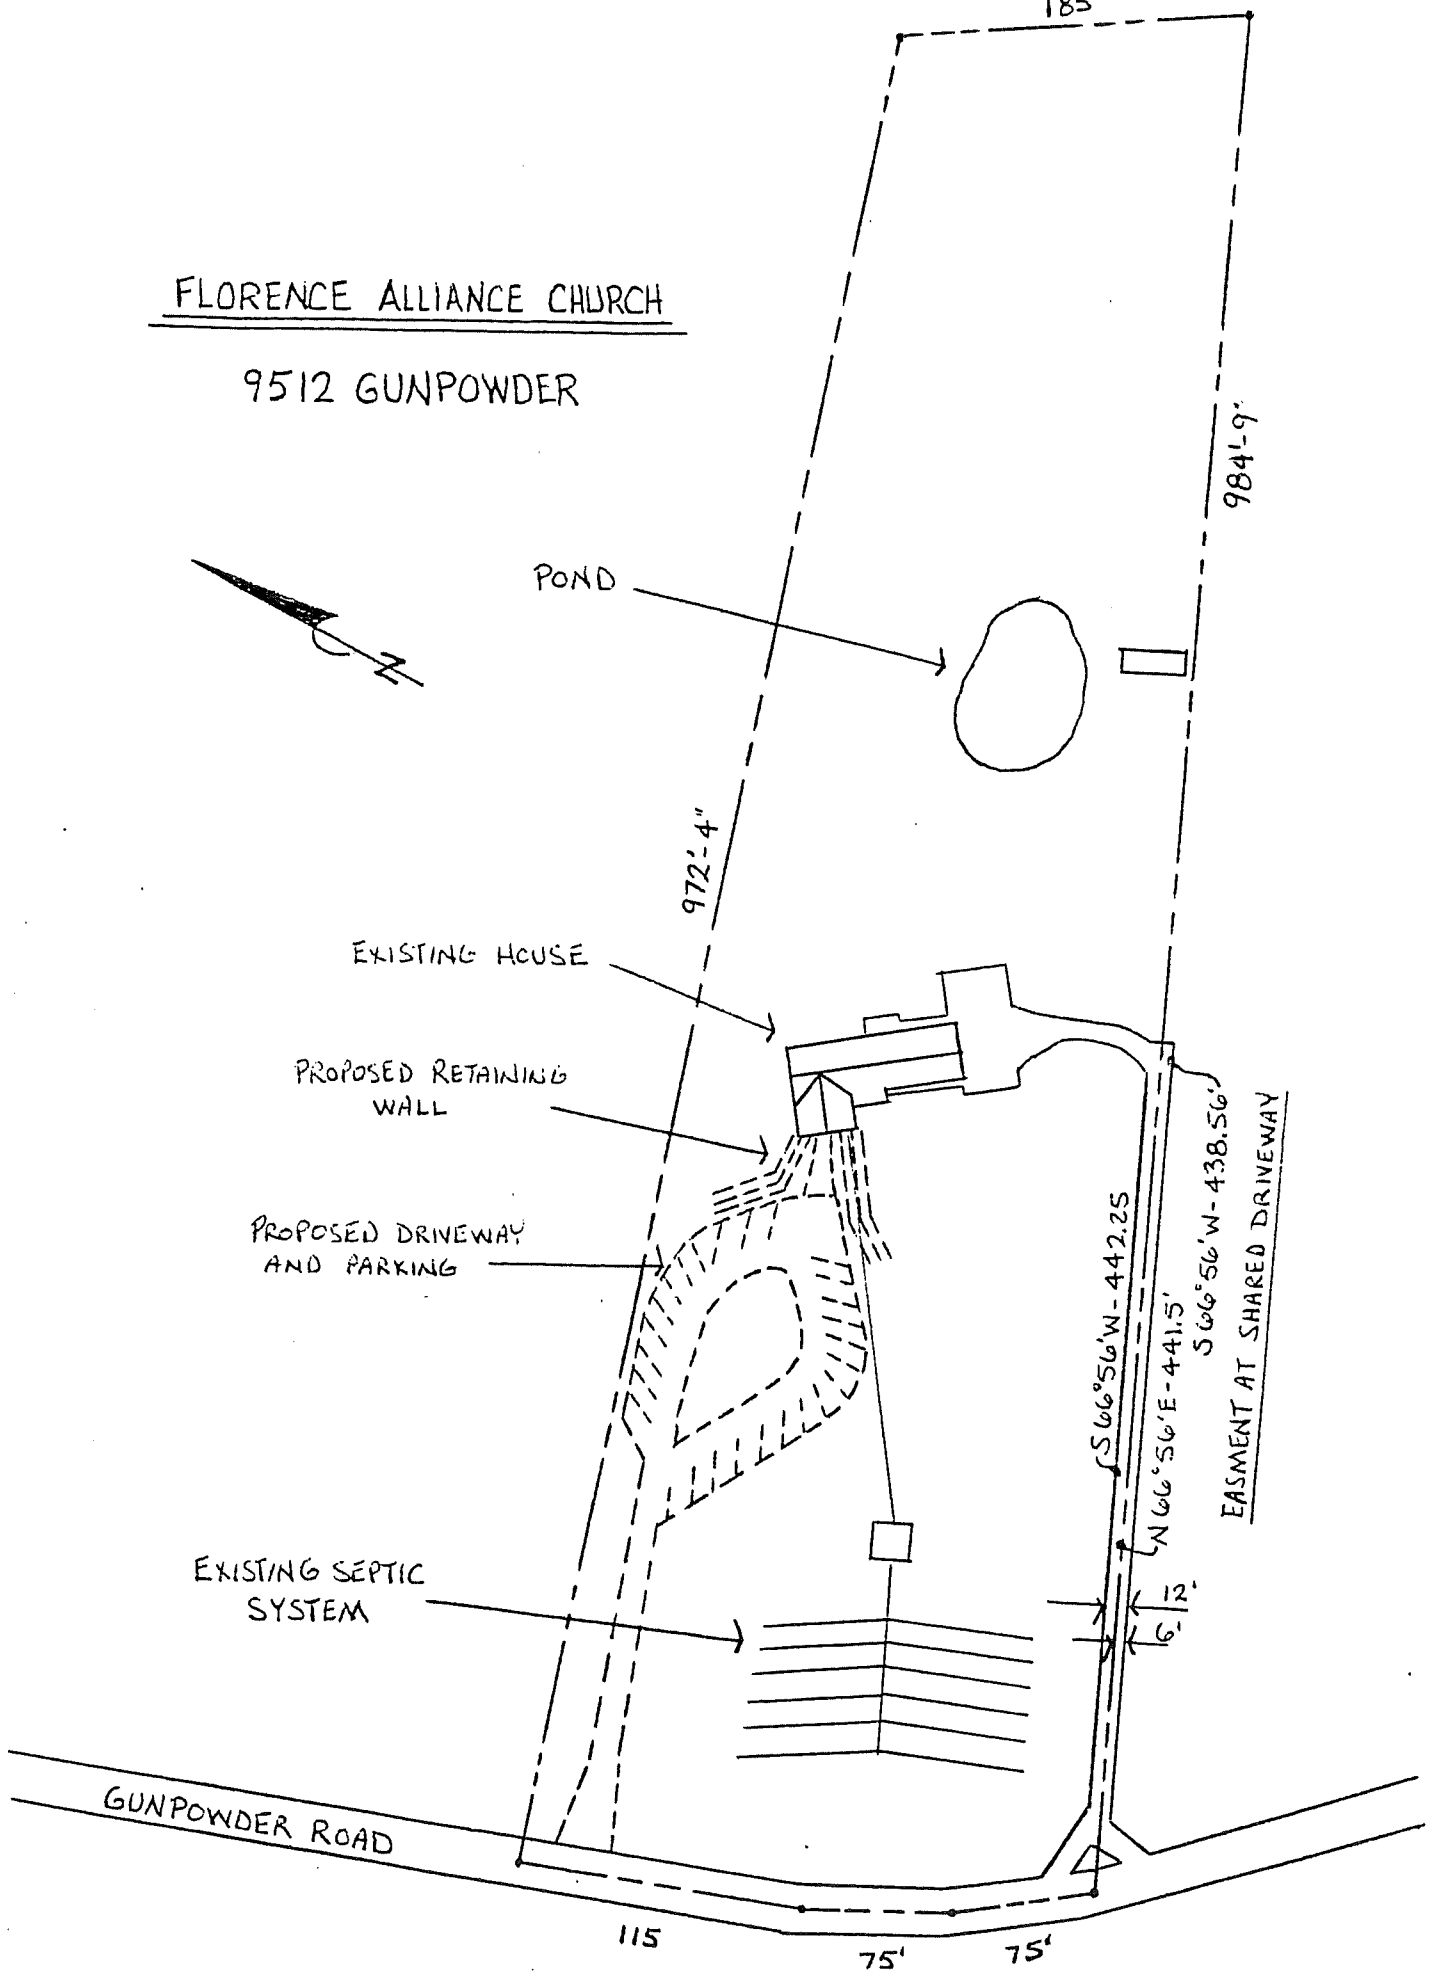 185
FLORENCE ALLIANCE CHURCH
9512 GUNPOWDER
984'-9"
POND
N
972'-4"
EXISTING HOUSE
PROPOSED RETAINING
WALL
PROPOSED DRIVEWAY
AND PARKING
S66°56'W-442.25
N66°56'E-441.5'
S66°56'W-438.56'
EASMENT AT SHARED DRIVEWAY
EXISTING SEPTIC
SYSTEM
12'
6'
GUNPOWDER ROAD
115
75'
75'